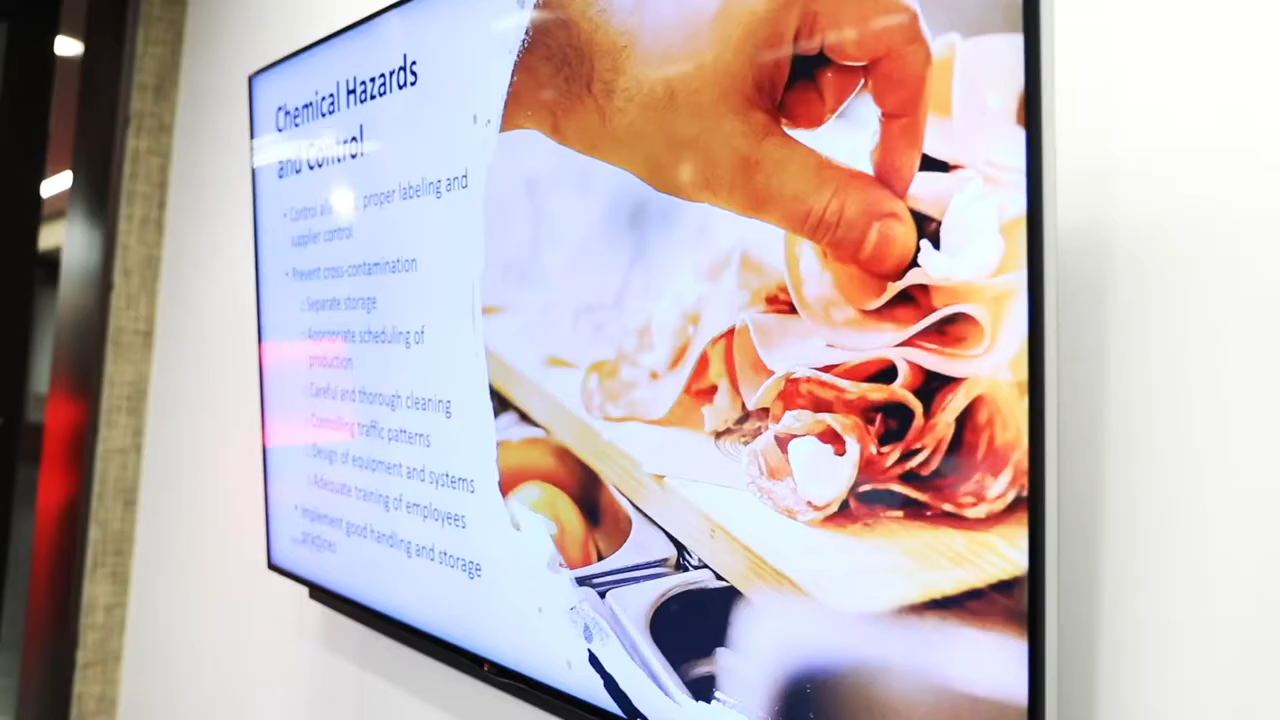 Chemical Hazards
and Control
• Control proper labeling and
supplier control
• Prevent cross-contamination
Separate storage
Appropriate scheduling of
production
Careful and thorough cleaning
Controlling traffic patterns
Design of equipment and systems
Adequate training of employees
• Implement good handling and storage
practices